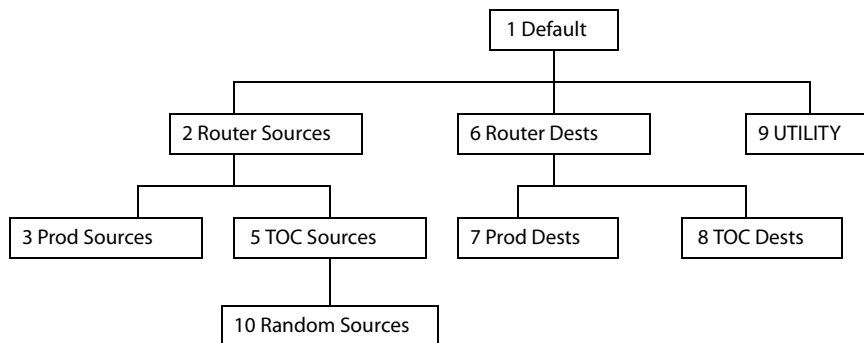 1 Default
2 Router Sources
6 Router Dests
9 UTILITY
3 Prod Sources
5 TOC Sources
7 Prod Dests
8 TOC Dests
10 Random Sources